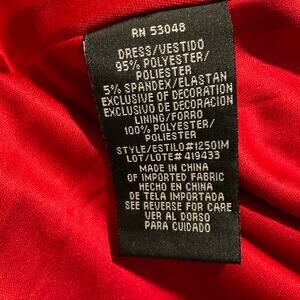 RN 53048
DRESS/VESTIDO
95% POLYESTER/
POLIESTER
5% SPANDEX/ELASTAN
EXCLUSIVE OF DECORATION
EXCLUSIVO DE DECORACION
LINING/FORRO
100% POLYESTER/
POLIESTER
STYLE/ESTILO#12501M
LOT/LOTE#419433
MADE IN CHINA
OF IMPORTED FABRIC
HECHO EN CHINA
DE TELA IMPORTADA
SEE REVERSE FOR CARE
VER AL DORSO
PARA CUIDADO